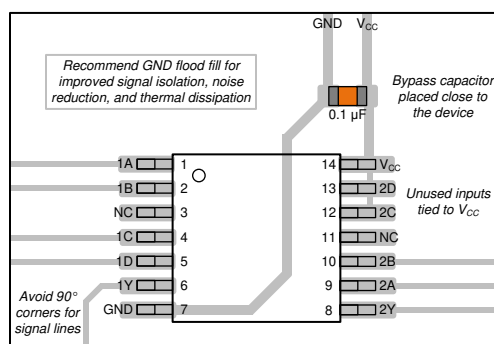 GND VCC
Recommend GND flood fill for
improved signal isolation, noise
reduction, and thermal dissipation
Bypass capacitor
placed close to
the device
0.1 µF
1A 1 14 VCC
1B 2 13 2D
Unused inputs
tied to VCC
NC 3 12 2C
1C 4 11 NC
1D 5 10 2B
1Y 6 9 2A
GND 7 8 2Y
Avoid 90°
corners for
signal lines